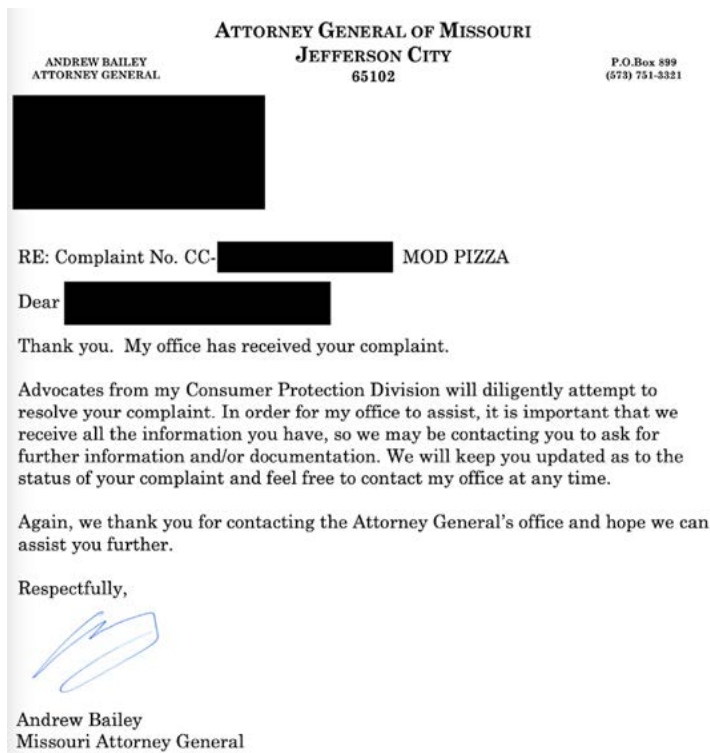 ATTORNEY GENERAL OF MISSOURI
JEFFERSON CITY
65102
ANDREW BAILEY
ATTORNEY GENERAL
P.O.Box 899
(573) 751-3321
RE: Complaint No. CC- MOD PIZZA
Dear
Thank you. My office has received your complaint.
Advocates from my Consumer Protection Division will diligently attempt to
resolve your complaint. In order for my office to assist, it is important that we
receive all the information you have, so we may be contacting you to ask for
further information and/or documentation. We will keep you updated as to the
status of your complaint and feel free to contact my office at any time.
Again, we thank you for contacting the Attorney General's office and hope we can
assist you further.
Respectfully,
Andrew Bailey
Missouri Attorney General